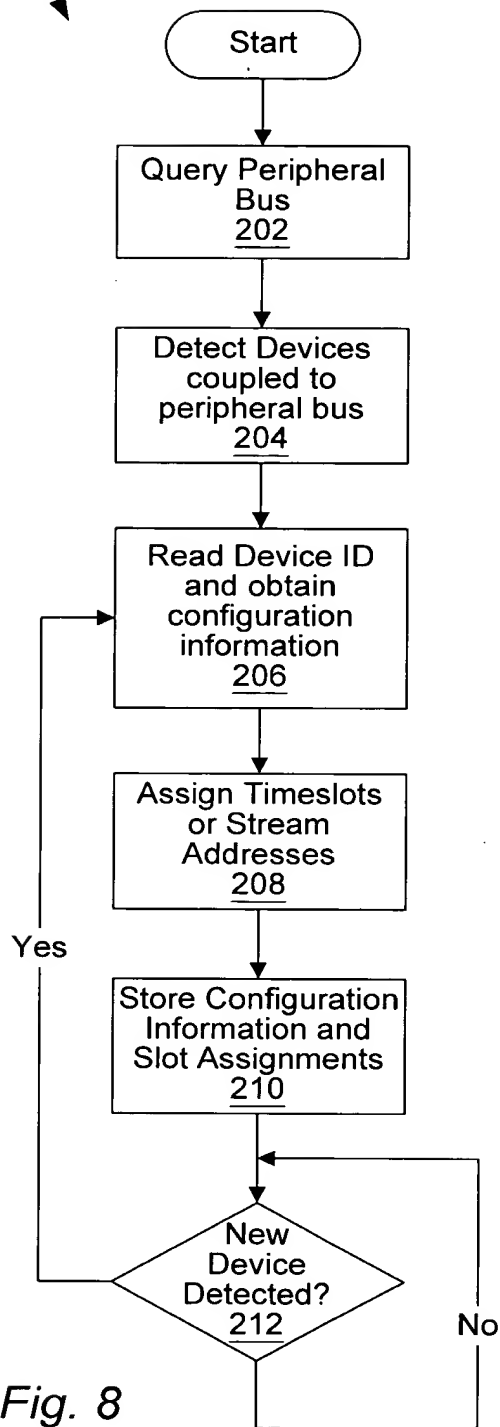 Start
Query Peripheral
Bus
202
Detect Devices
coupled to
peripheral bus
204
Read Device ID
and obtain
configuration
information
206
Assign Timeslots
or Stream
Addresses
208
Yes
Store Configuration
Information and
Slot Assignments
210
New
Device
Detected?
212
No
Fig. 8